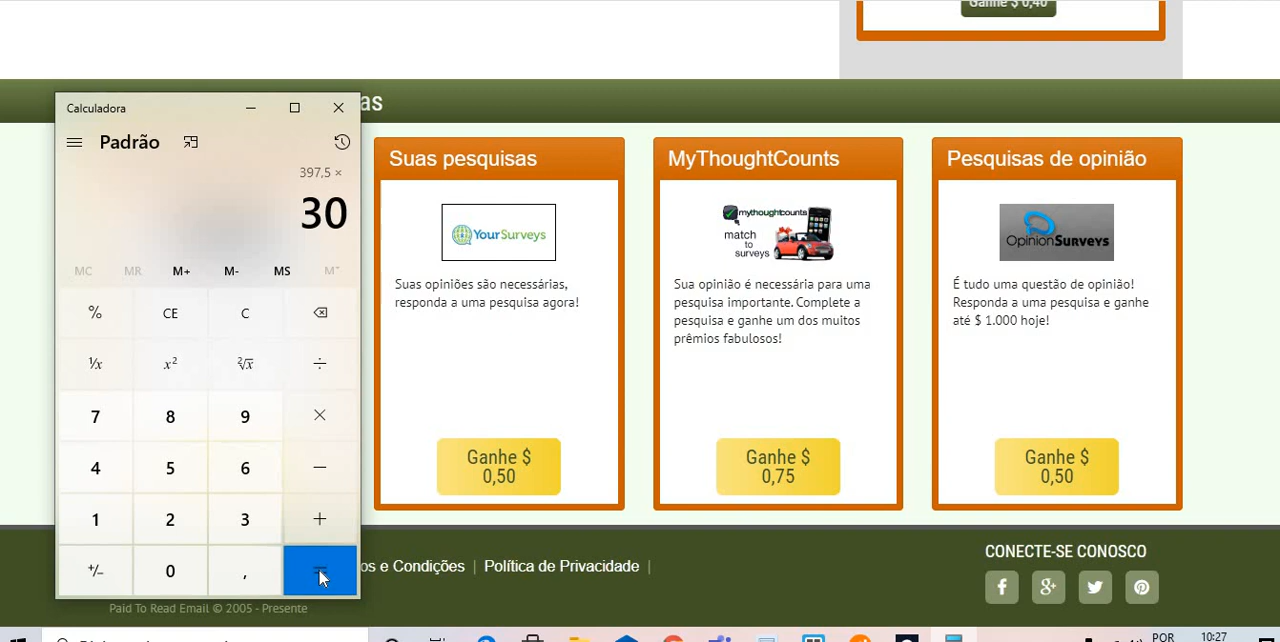 Ganhe $ 0,40
as
Calculadora
Padrão
397,5 ×
30
MC MR M+ M- MS M˅
% CE C
¹⁄x x² ²√x ÷
7 8 9 ×
4 5 6 −
1 2 3 +
+/− 0 , =
Suas pesquisas
YourSurveys
Suas opiniões são necessárias,
responda a uma pesquisa agora!
Ganhe $
0,50
MyThoughtCounts
mythoughtcounts
match
to
surveys
Sua opinião é necessária para uma
pesquisa importante. Complete a
pesquisa e ganhe um dos muitos
prêmios fabulosos!
Ganhe $
0,75
Pesquisas de opinião
OpinionSurveys
É tudo uma questão de opinião!
Responda a uma pesquisa e ganhe
até $ 1.000 hoje!
Ganhe $
0,50
os e Condições | Política de Privacidade |
CONECTE-SE CONOSCO
Paid To Read Email © 2005 - Presente
POR
10:27